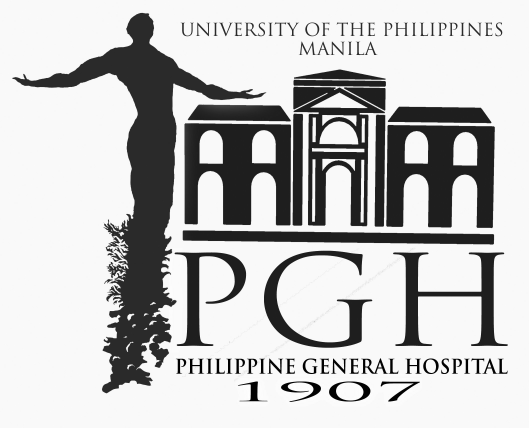 UNIVERSITY OF THE PHILIPPINES
MANILA
PGH
PHILIPPINE GENERAL HOSPITAL
1907